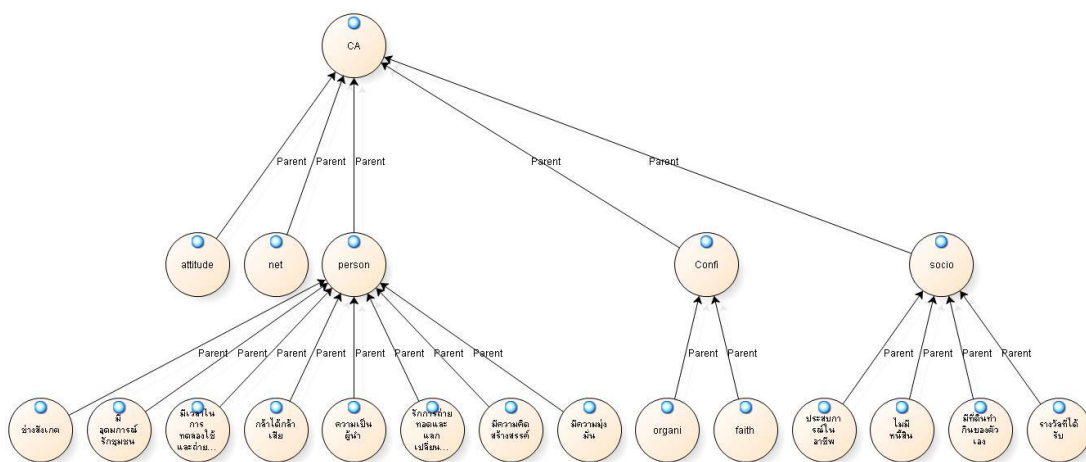 CA
Parent
Parent
Parent
Parent
Parent
attitude
net
person
Confi
socio
Parent
Parent
Parent
Parent
Parent
Parent
Parent
Parent
Parent
Parent
Parent
Parent
Parent
Parent
ช่างสังเกต
มี
อุดมการณ์
รักชุมชน
มีเวลาใน
การ
ทดลองใช้
และถ่าย...
กล้าได้กล้า
เสีย
ความเป็น
ผู้นำ
รักการถ่าย
ทอดและ
แลก
เปลี่ยน...
มีความคิด
สร้างสรรค์
มีความมุ่ง
มั่น
organi
faith
ประสบกา
รณ์ใน
อาชีพ
ไม่มี
หนี้สิน
มีที่ดินทำ
กินของตัว
เอง
รางวัลที่ได้
รับ